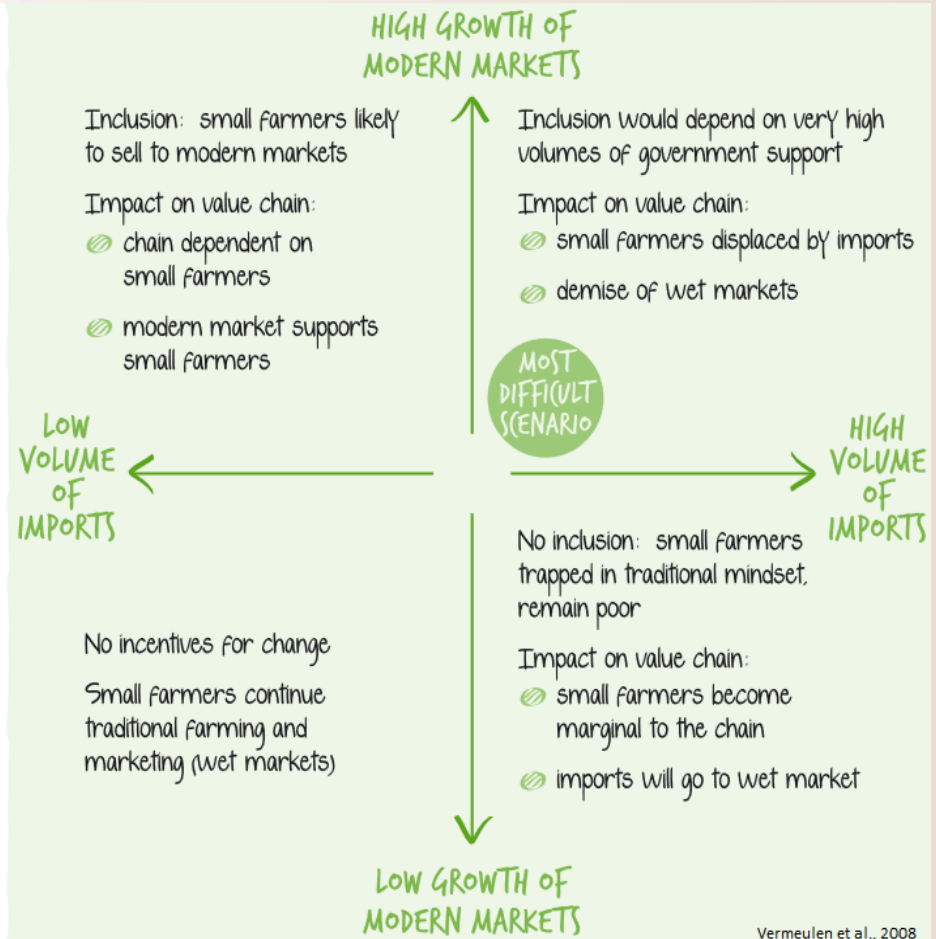 HIGH GROWTH OF
MODERN MARKETS
Inclusion: small farmers likely
to sell to modern markets
Impact on value chain:
chain dependent on
small farmers
modern market supports
small farmers
Inclusion would depend on very high
volumes of government support
Impact on value chain:
small farmers displaced by imports
demise of wet markets
MOST
DIFFICULT
SCENARIO
LOW
VOLUME
OF
IMPORTS
HIGH
VOLUME
OF
IMPORTS
No incentives for change
Small farmers continue
traditional farming and
marketing (wet markets)
No inclusion: small farmers
trapped in traditional mindset,
remain poor
Impact on value chain:
small farmers become
marginal to the chain
imports will go to wet market
LOW GROWTH OF
MODERN MARKETS
Vermeulen et al., 2008